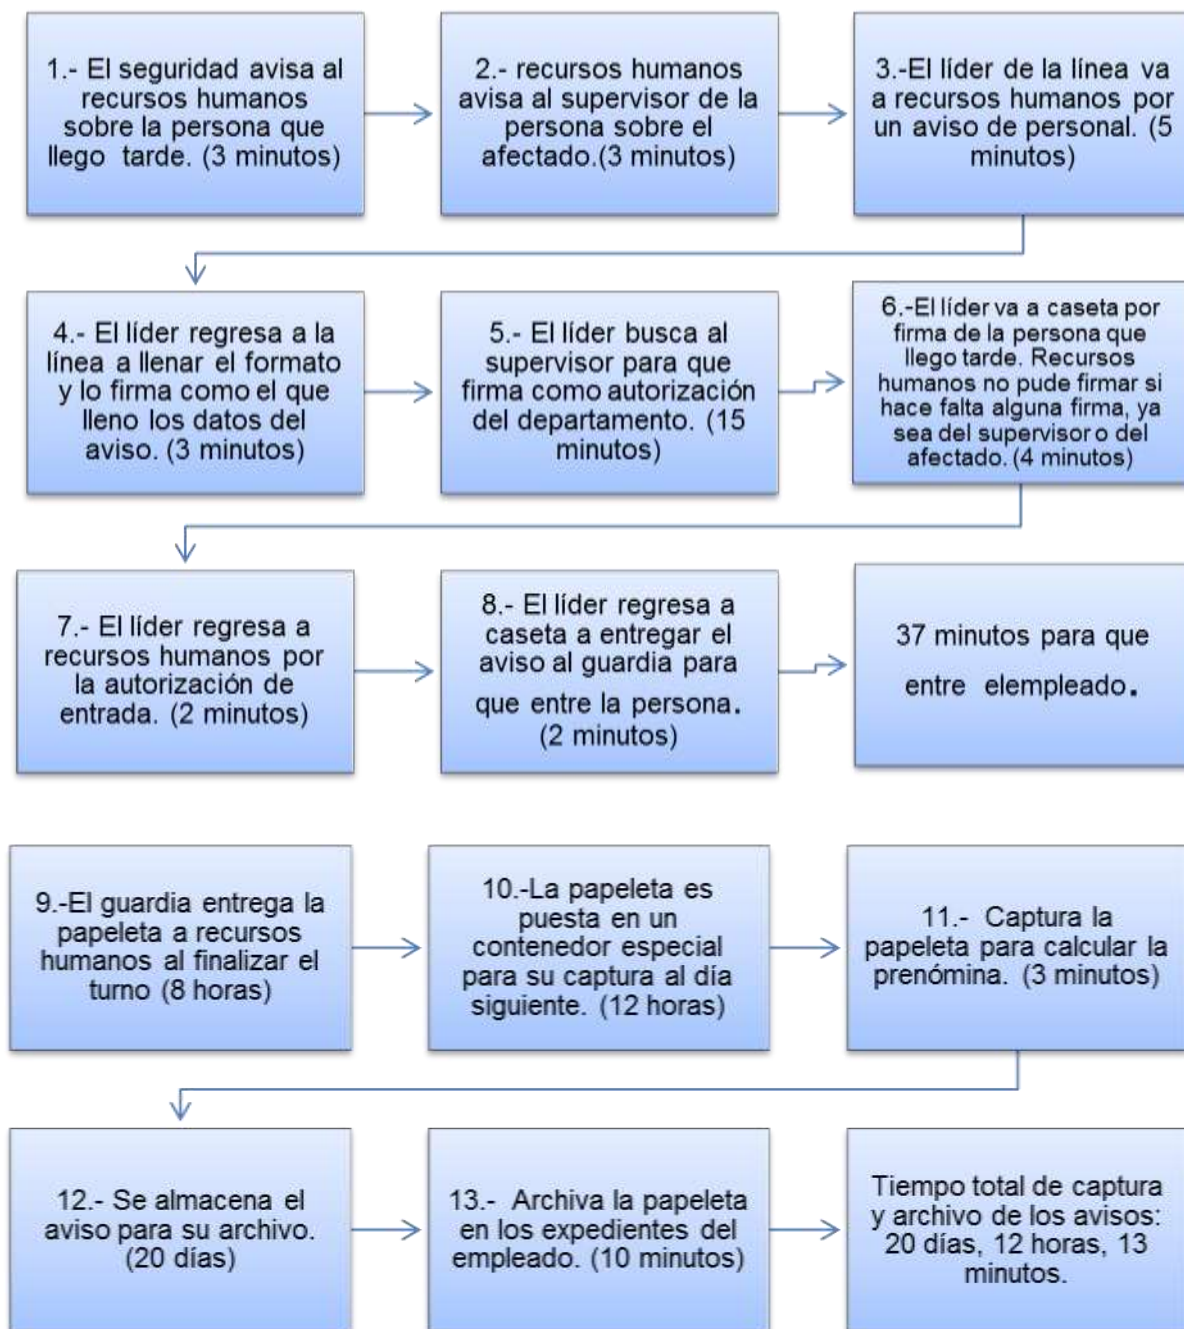 1.- El seguridad avisa al
recursos humanos
sobre la persona que
llego tarde. (3 minutos)
2.- recursos humanos
avisa al supervisor de la
persona sobre el
afectado.(3 minutos)
3.-El líder de la línea va
a recursos humanos por
un aviso de personal. (5
minutos)
4.- El líder regresa a la
línea a llenar el formato
y lo firma como el que
lleno los datos del
aviso. (3 minutos)
5.- El líder busca al
supervisor para que
firma como autorización
del departamento. (15
minutos)
6.-El líder va a caseta por
firma de la persona que
llego tarde. Recursos
humanos no pude firmar si
hace falta alguna firma, ya
sea del supervisor o del
afectado. (4 minutos)
7.- El líder regresa a
recursos humanos por
la autorización de
entrada. (2 minutos)
8.- El líder regresa a
caseta a entregar el
aviso al guardia para
que entre la persona.
(2 minutos)
37 minutos para que
entre elempleado.
9.-El guardia entrega la
papeleta a recursos
humanos al finalizar el
turno (8 horas)
10.-La papeleta es
puesta en un
contenedor especial
para su captura al día
siguiente. (12 horas)
11.- Captura la
papeleta para calcular la
prenómina. (3 minutos)
12.- Se almacena el
aviso para su archivo.
(20 días)
13.- Archiva la papeleta
en los expedientes del
empleado. (10 minutos)
Tiempo total de captura
y archivo de los avisos:
20 días, 12 horas, 13
minutos.